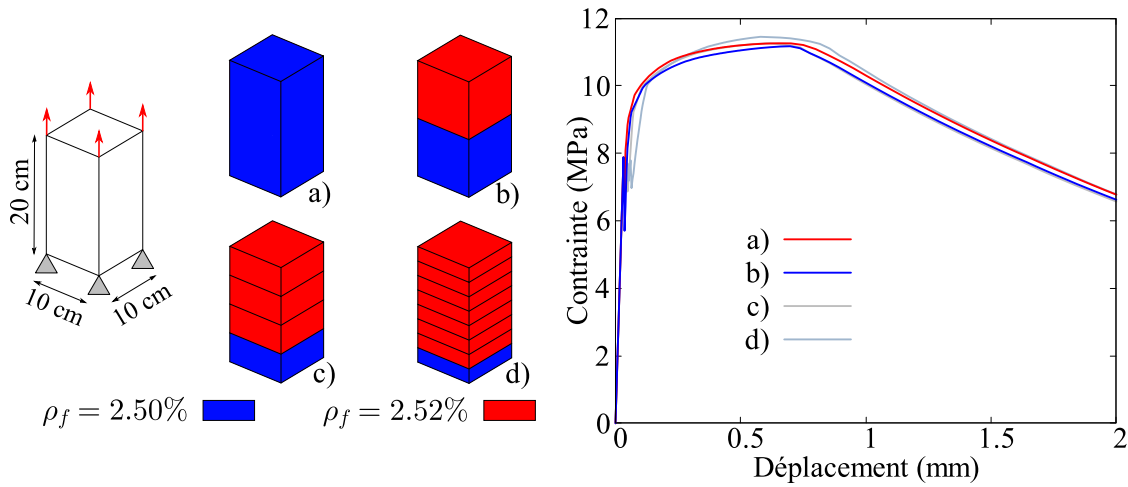 20 cm
10 cm
10 cm
a)
b)
c)
d)
ρ_f = 2.50%
ρ_f = 2.52%
Contrainte (MPa)
12
10
8
6
4
2
0
0
0.5
1
1.5
2
Déplacement (mm)
a)
b)
c)
d)